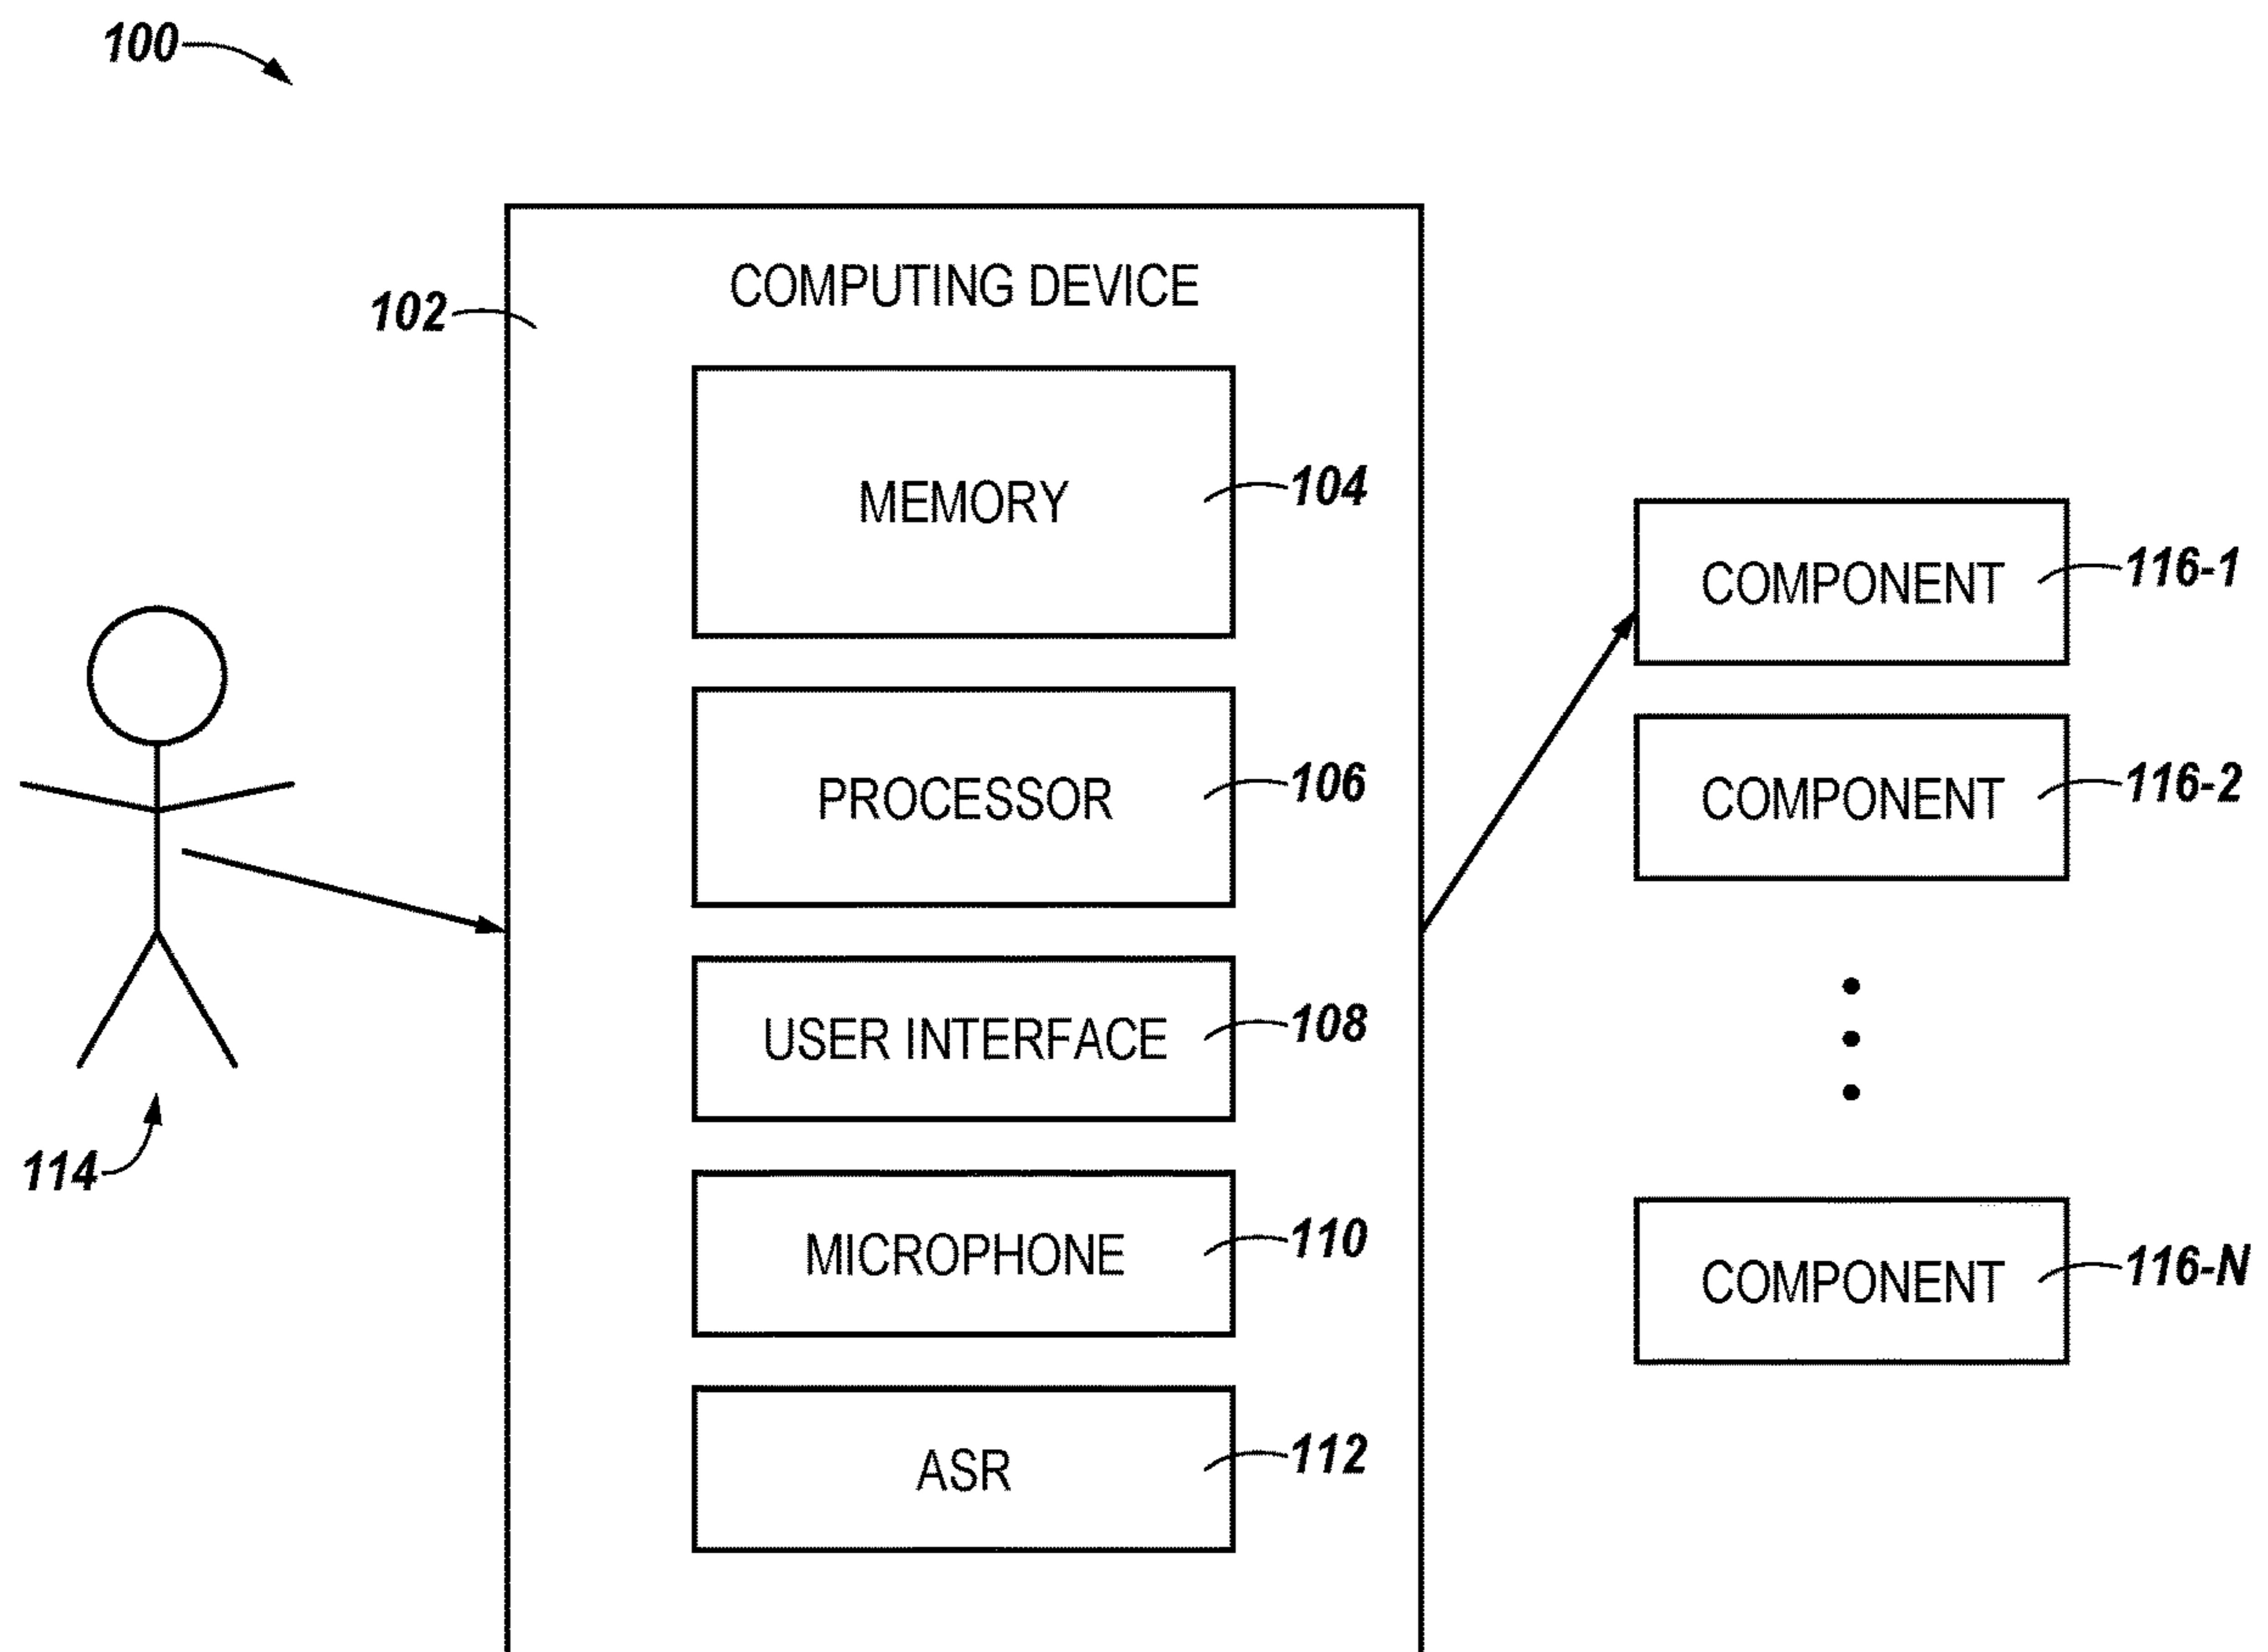 100
COMPUTING DEVICE
102
MEMORY
104
COMPONENT
116-1
PROCESSOR
106
COMPONENT
116-2
USER INTERFACE
108
114
MICROPHONE
110
COMPONENT
116-N
ASR
112